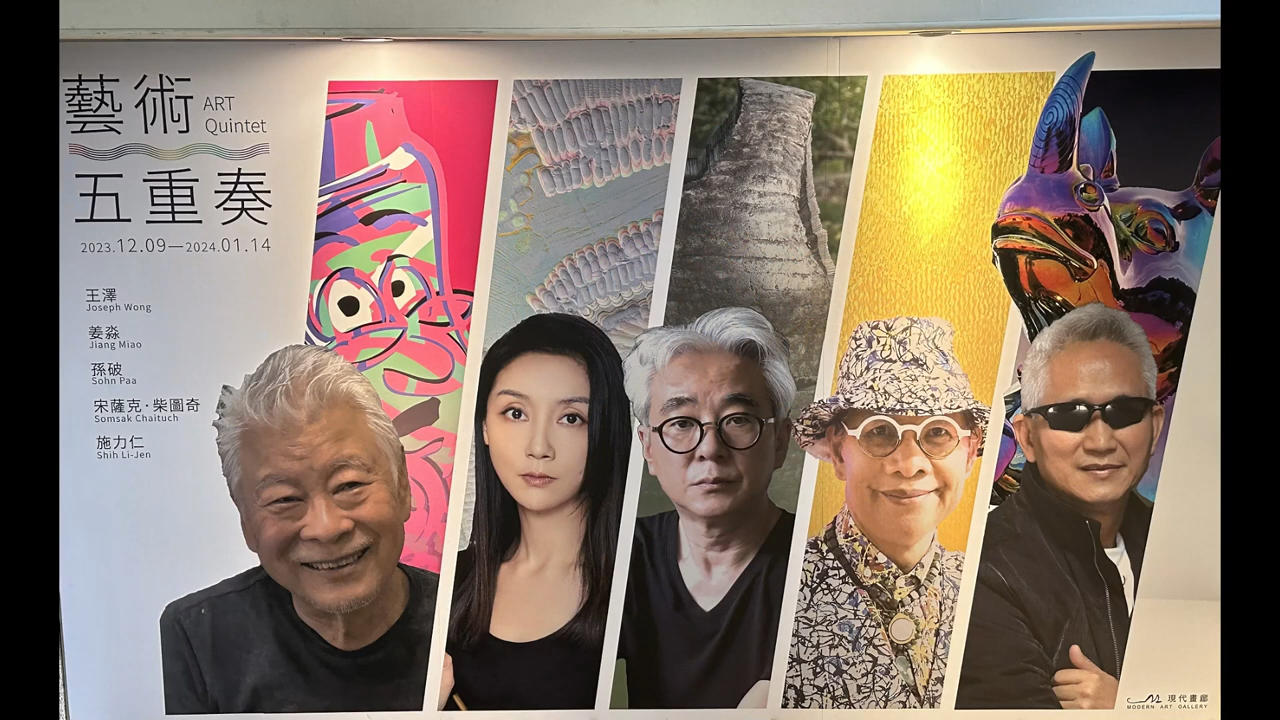 藝術 ART
Quintet
五重奏
2023.12.09—2024.01.14
王澤
Joseph Wong
姜淼
Jiang Miao
孫破
Sohn Paa
宋薩克·柴圖奇
Somsak Chaituch
施力仁
Shih Li-Jen
現代畫廊
MODERN ART GALLERY